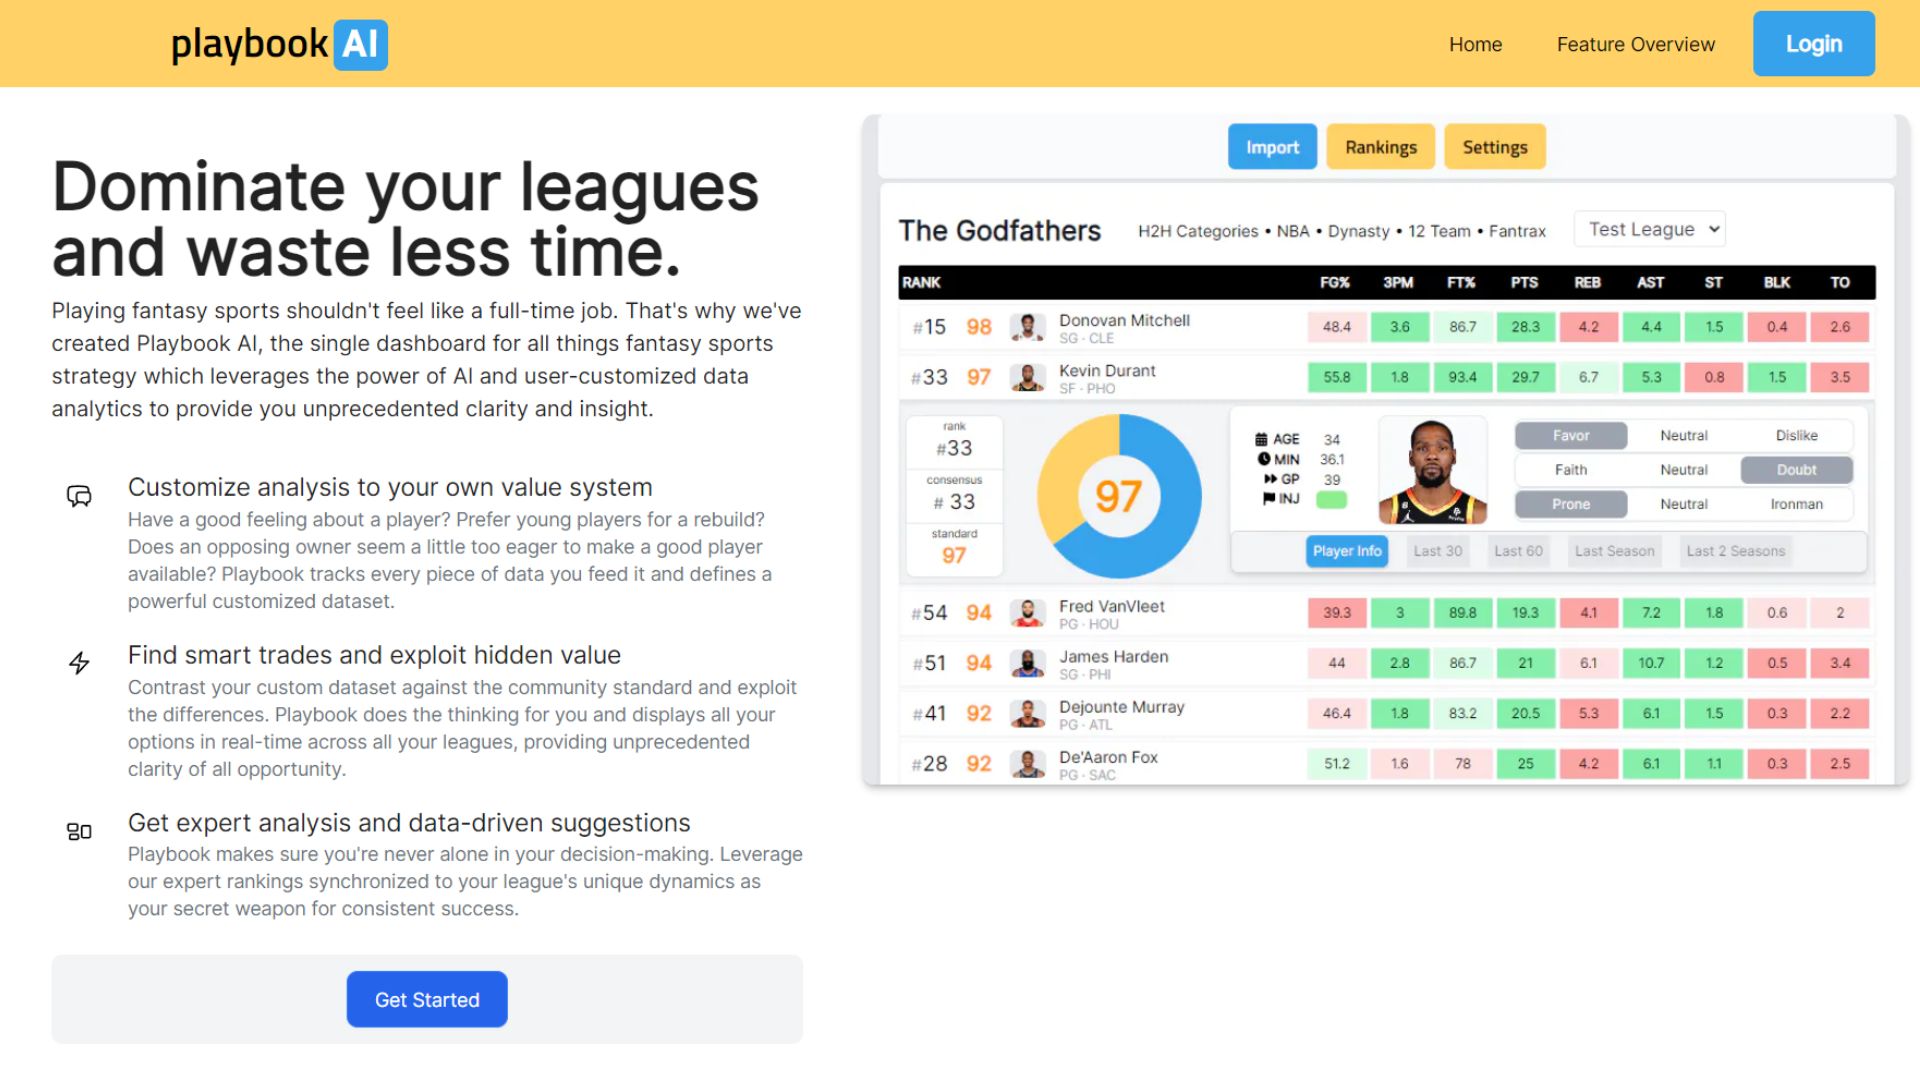 playbook AI
Home
Feature Overview
Login
Dominate your leagues
and waste less time.
Playing fantasy sports shouldn't feel like a full-time job. That's why we've
created Playbook AI, the single dashboard for all things fantasy sports
strategy which leverages the power of AI and user-customized data
analytics to provide you unprecedented clarity and insight.
Customize analysis to your own value system
Have a good feeling about a player? Prefer young players for a rebuild?
Does an opposing owner seem a little too eager to make a good player
available? Playbook tracks every piece of data you feed it and defines a
powerful customized dataset.
Find smart trades and exploit hidden value
Contrast your custom dataset against the community standard and exploit
the differences. Playbook does the thinking for you and displays all your
options in real-time across all your leagues, providing unprecedented
clarity of all opportunity.
Get expert analysis and data-driven suggestions
Playbook makes sure you're never alone in your decision-making. Leverage
our expert rankings synchronized to your league's unique dynamics as
your secret weapon for consistent success.
Get Started
Import Rankings Settings
The Godfathers H2H Categories • NBA • Dynasty • 12 Team • Fantrax Test League
RANK FG% 3PM FT% PTS REB AST ST BLK TO
#15 98 Donovan Mitchell 48.4 3.6 86.7 28.3 4.2 4.4 1.5 0.4 2.6
SG · CLE
#33 97 Kevin Durant 55.8 1.8 93.4 29.7 6.7 5.3 0.8 1.5 3.5
SF · PHO
rank
#33
consensus
# 33
standard
97
97
AGE 34
MIN 36.1
GP 39
INJ
Favor Neutral Dislike
Faith Neutral Doubt
Prone Neutral Ironman
Player Info Last 30 Last 60 Last Season Last 2 Seasons
#54 94 Fred VanVleet 39.3 3 89.8 19.3 4.1 7.2 1.8 0.6 2
PG · HOU
#51 94 James Harden 44 2.8 86.7 21 6.1 10.7 1.2 0.5 3.4
SG · PHI
#41 92 Dejounte Murray 46.4 1.8 83.2 20.5 5.3 6.1 1.5 0.3 2.2
PG · ATL
#28 92 De'Aaron Fox 51.2 1.6 78 25 4.2 6.1 1.1 0.3 2.5
PG · SAC